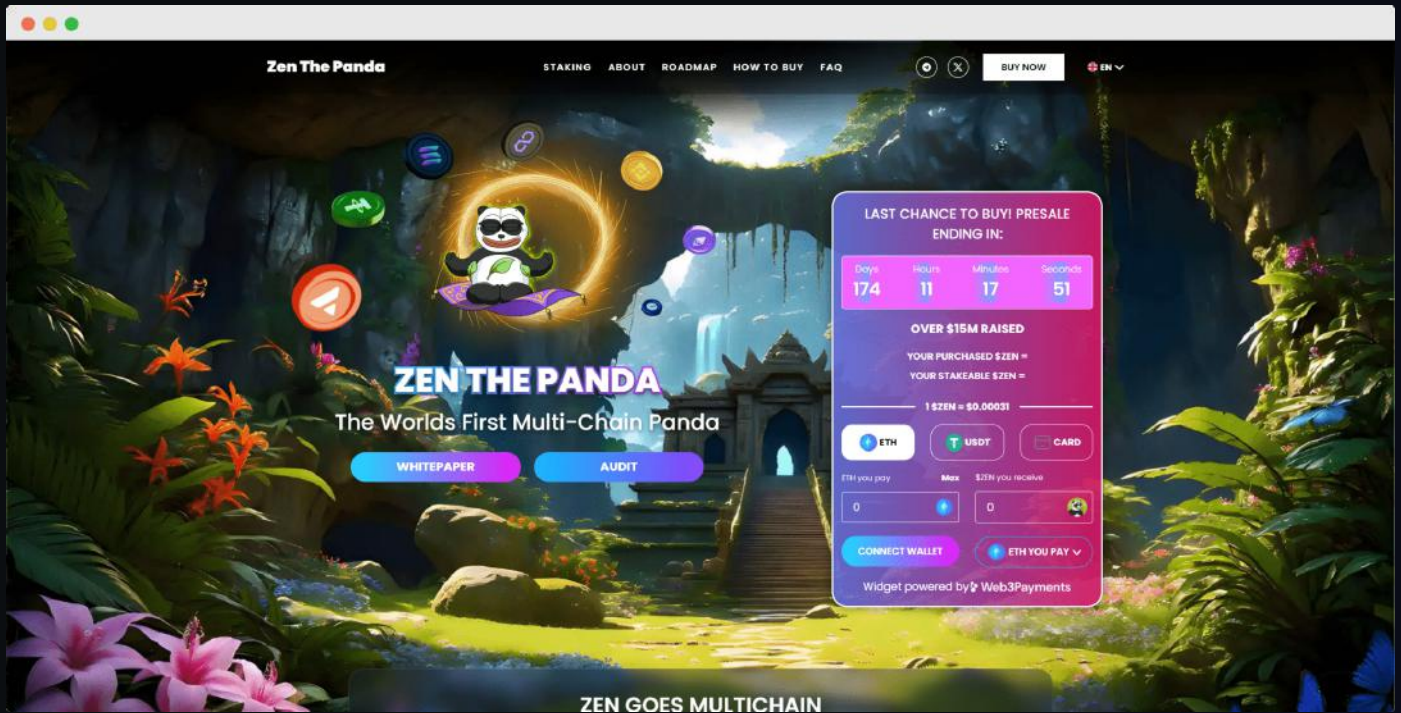 Zen The Panda
STAKING ABOUT ROADMAP HOW TO BUY FAQ
BUY NOW
EN
ZEN THE PANDA
The Worlds First Multi-Chain Panda
WHITEPAPER AUDIT
LAST CHANCE TO BUY! PRESALE
ENDING IN:
Days Hours Minutes Seconds
174 11 17 51
OVER $15M RAISED
YOUR PURCHASED $ZEN =
YOUR STAKEABLE $ZEN =
1 $ZEN = $0.00031
ETH USDT CARD
ETH you pay Max $ZEN you receive
0 0
CONNECT WALLET ETH YOU PAY
Widget powered by Web3Payments
ZEN GOES MULTICHAIN